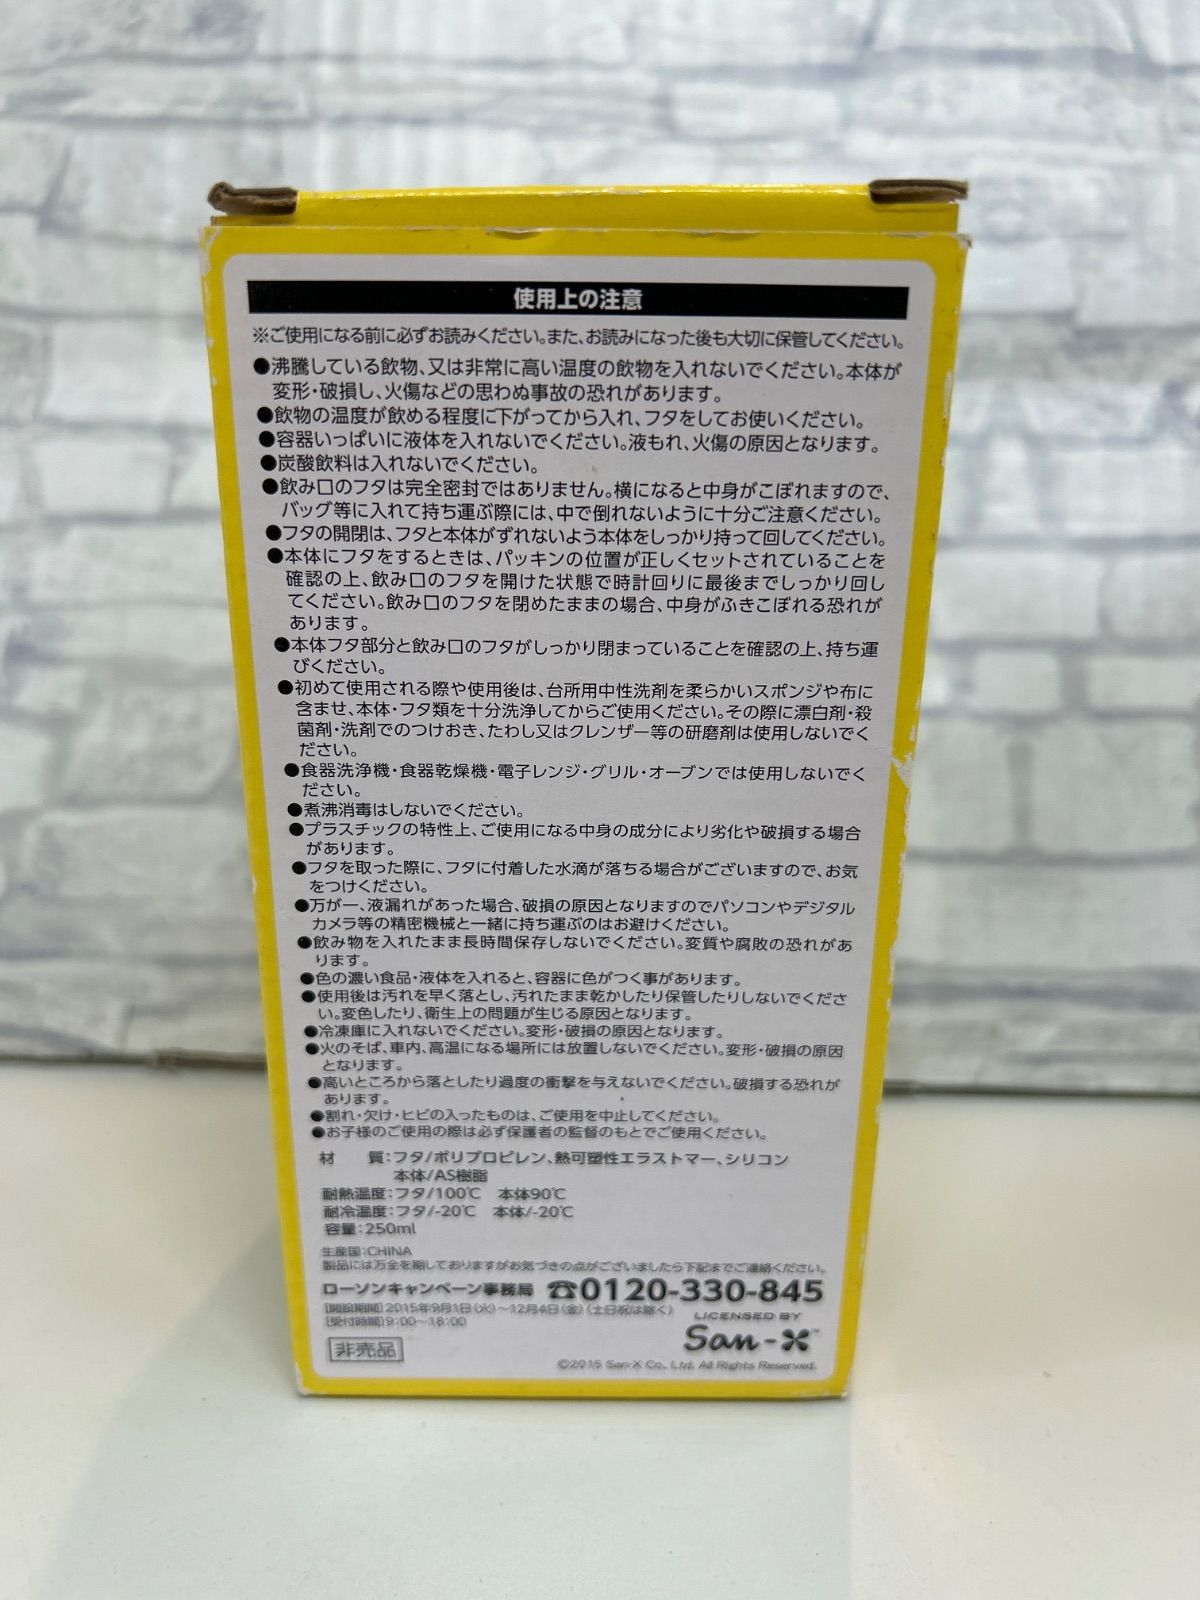 使用上の注意
※ご使用になる前に必ずお読みください。また、お読みになった後も大切に保管してください。
●沸騰している飲物、又は非常に高い温度の飲物を入れないでください。本体が
変形・破損し、火傷などの思わぬ事故の恐れがあります。
●飲物の温度が飲める程度に下がってから入れ、フタをしてお使いください。
●容器いっぱいに液体を入れないでください。液もれ、火傷の原因となります。
●炭酸飲料は入れないでください。
●飲み口のフタは完全密封ではありません。横になると中身がこぼれますので、
バッグ等に入れて持ち運ぶ際には、中で倒れないように十分ご注意ください。
●フタの開閉は、フタと本体がずれないよう本体をしっかり持って回してください。
●本体にフタをするときは、パッキンの位置が正しくセットされていることを
確認の上、飲み口のフタを開けた状態で時計回りに最後までしっかり回し
てください。飲み口のフタを閉めたままの場合、中身がふきこぼれる恐れが
あります。
●本体フタ部分と飲み口のフタがしっかり閉まっていることを確認の上、持ち運
びください。
●初めて使用される際や使用後は、台所用中性洗剤を柔らかいスポンジや布に
含ませ、本体・フタ類を十分洗浄してからご使用ください。その際に漂白剤・殺
菌剤・洗剤でのつけおき、たわし又はクレンザー等の研磨剤は使用しないでく
ださい。
●食器洗浄機・食器乾燥機・電子レンジ・グリル・オーブンでは使用しないでく
ださい。
●煮沸消毒はしないでください。
●プラスチックの特性上、ご使用になる中身の成分により劣化や破損する場合
があります。
●フタを取った際に、フタに付着した水滴が落ちる場合がございますので、お気
をつけください。
●万が一、液漏れがあった場合、破損の原因となりますのでパソコンやデジタル
カメラ等の精密機械と一緒に持ち運ぶのはお避けください。
●飲み物を入れたまま長時間保存しないでください。変質や腐敗の恐れがあ
ります。
●色の濃い食品・液体を入れると、容器に色がつく事があります。
●使用後は汚れを早く落とし、汚れたまま乾かしたり保管したりしないでくださ
い。変色したり、衛生上の問題が生じる原因となります。
●冷凍庫に入れないでください。変形・破損の原因となります。
●火のそば、車内、高温になる場所には放置しないでください。変形・破損の原因
となります。
●高いところから落としたり過度の衝撃を与えないでください。破損する恐れが
あります。
●割れ・欠け・ヒビの入ったものは、ご使用を中止してください。
●お子様のご使用の際は必ず保護者の監督のもとでご使用ください。
材 質:フタ/ポリプロピレン、熱可塑性エラストマー、シリコン
本体/AS樹脂
耐熱温度:フタ/100℃ 本体90℃
耐冷温度:フタ/-20℃ 本体/-20℃
容量:250ml
生産国:CHINA
製品には万全を期しておりますがお気づきの点がございましたら下記までご連絡ください。
ローソンキャンペーン事務局 ☎0120-330-845
[開設期間]2015年9月1日(火)～12月4日(金)(土日祝は除く)
[受付時間]9:00～18:00
LICENSED BY
San-X™
非売品
©2015 San-X Co., Ltd. All Rights Reserved.